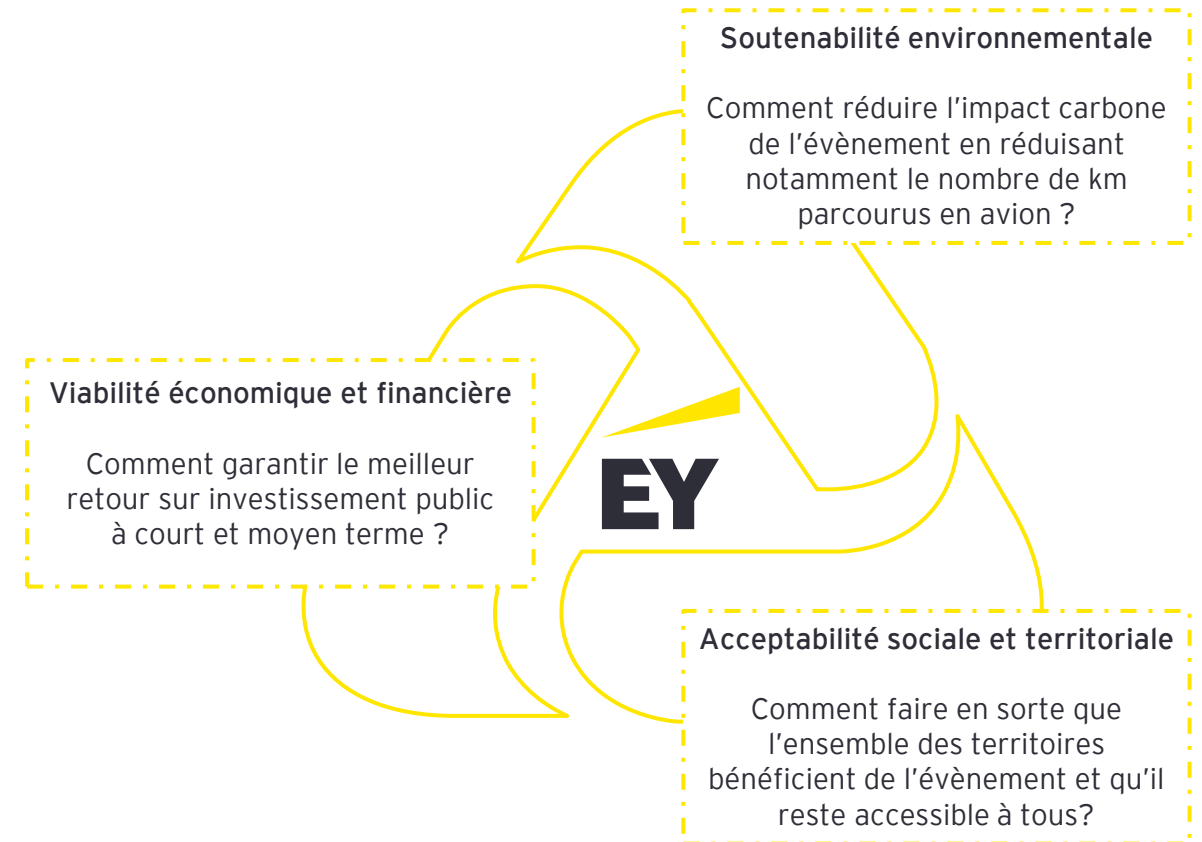 Soutenabilité environnementale
Comment réduire l'impact carbone
de l'évènement en réduisant
notamment le nombre de km
parcourus en avion ?
Viabilité économique et financière
Comment garantir le meilleur
retour sur investissement public
à court et moyen terme ?
EY
Acceptabilité sociale et territoriale
Comment faire en sorte que
l'ensemble des territoires
bénéficient de l'évènement et qu'il
reste accessible à tous?